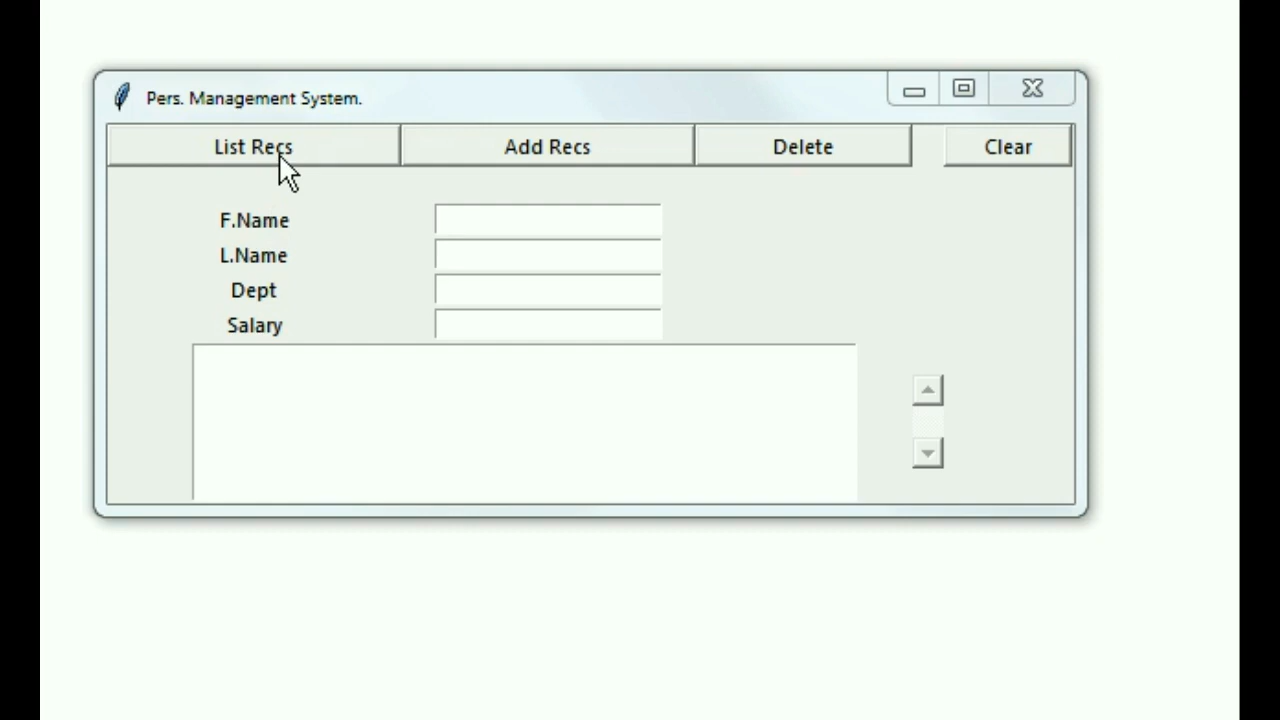 Pers. Management System.
List Recs Add Recs Delete Clear
F.Name
L.Name
Dept
Salary